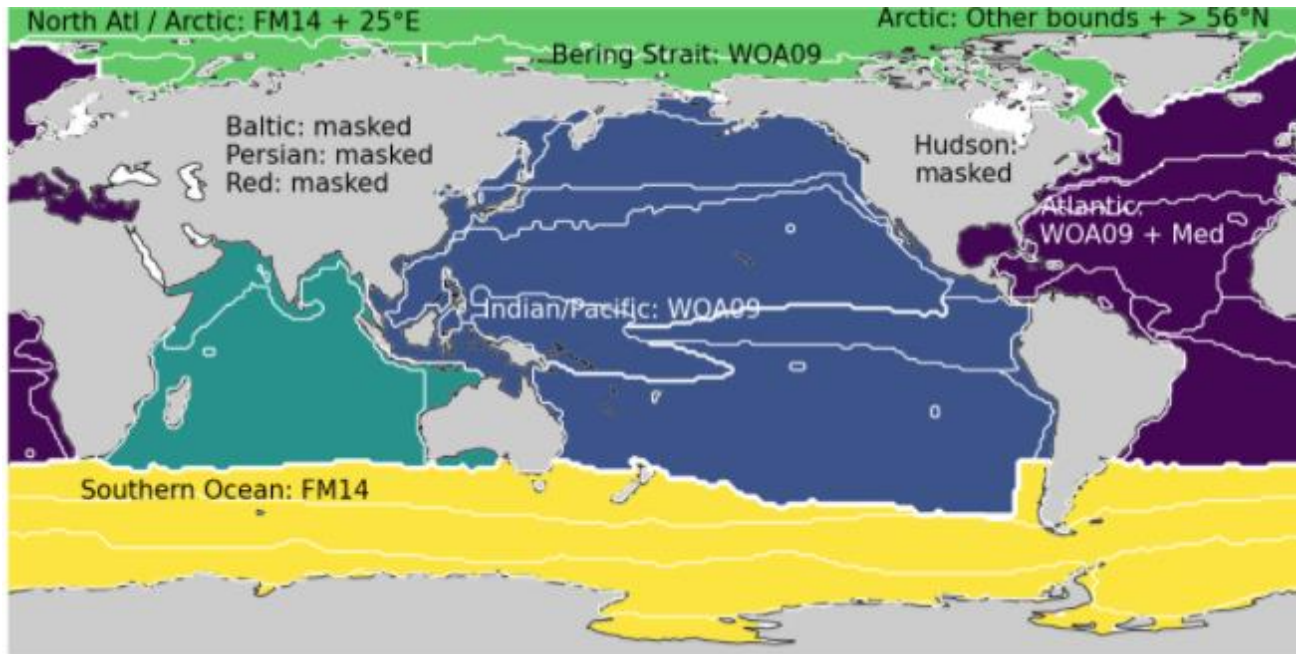 North Atl / Arctic: FM14 + 25°E
Arctic: Other bounds + > 56°N
Bering Strait: WOA09
Baltic: masked
Persian: masked
Red: masked
Hudson:
masked
Atlantic:
WOA09 + Med
Indian/Pacific: WOA09
Southern Ocean: FM14